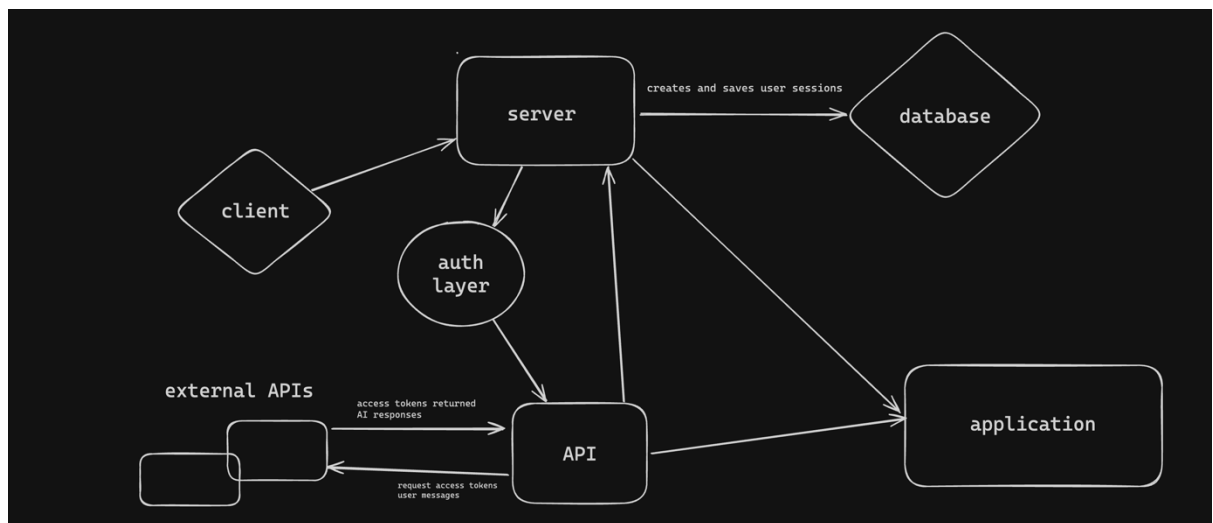 server
creates and saves user sessions
database
client
auth
layer
external APIs
access tokens returned
AI responses
API
application
request access tokens
user messages